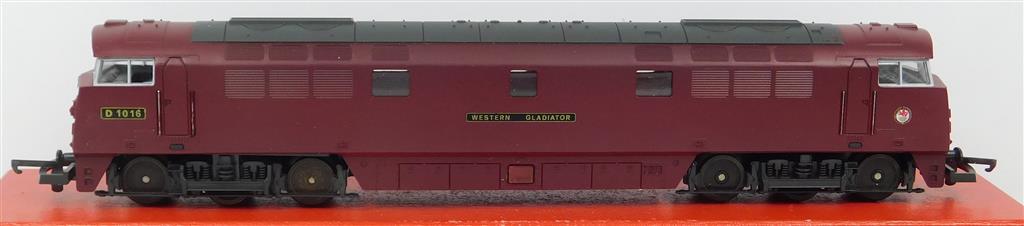 D 1016
WESTERN GLADIATOR